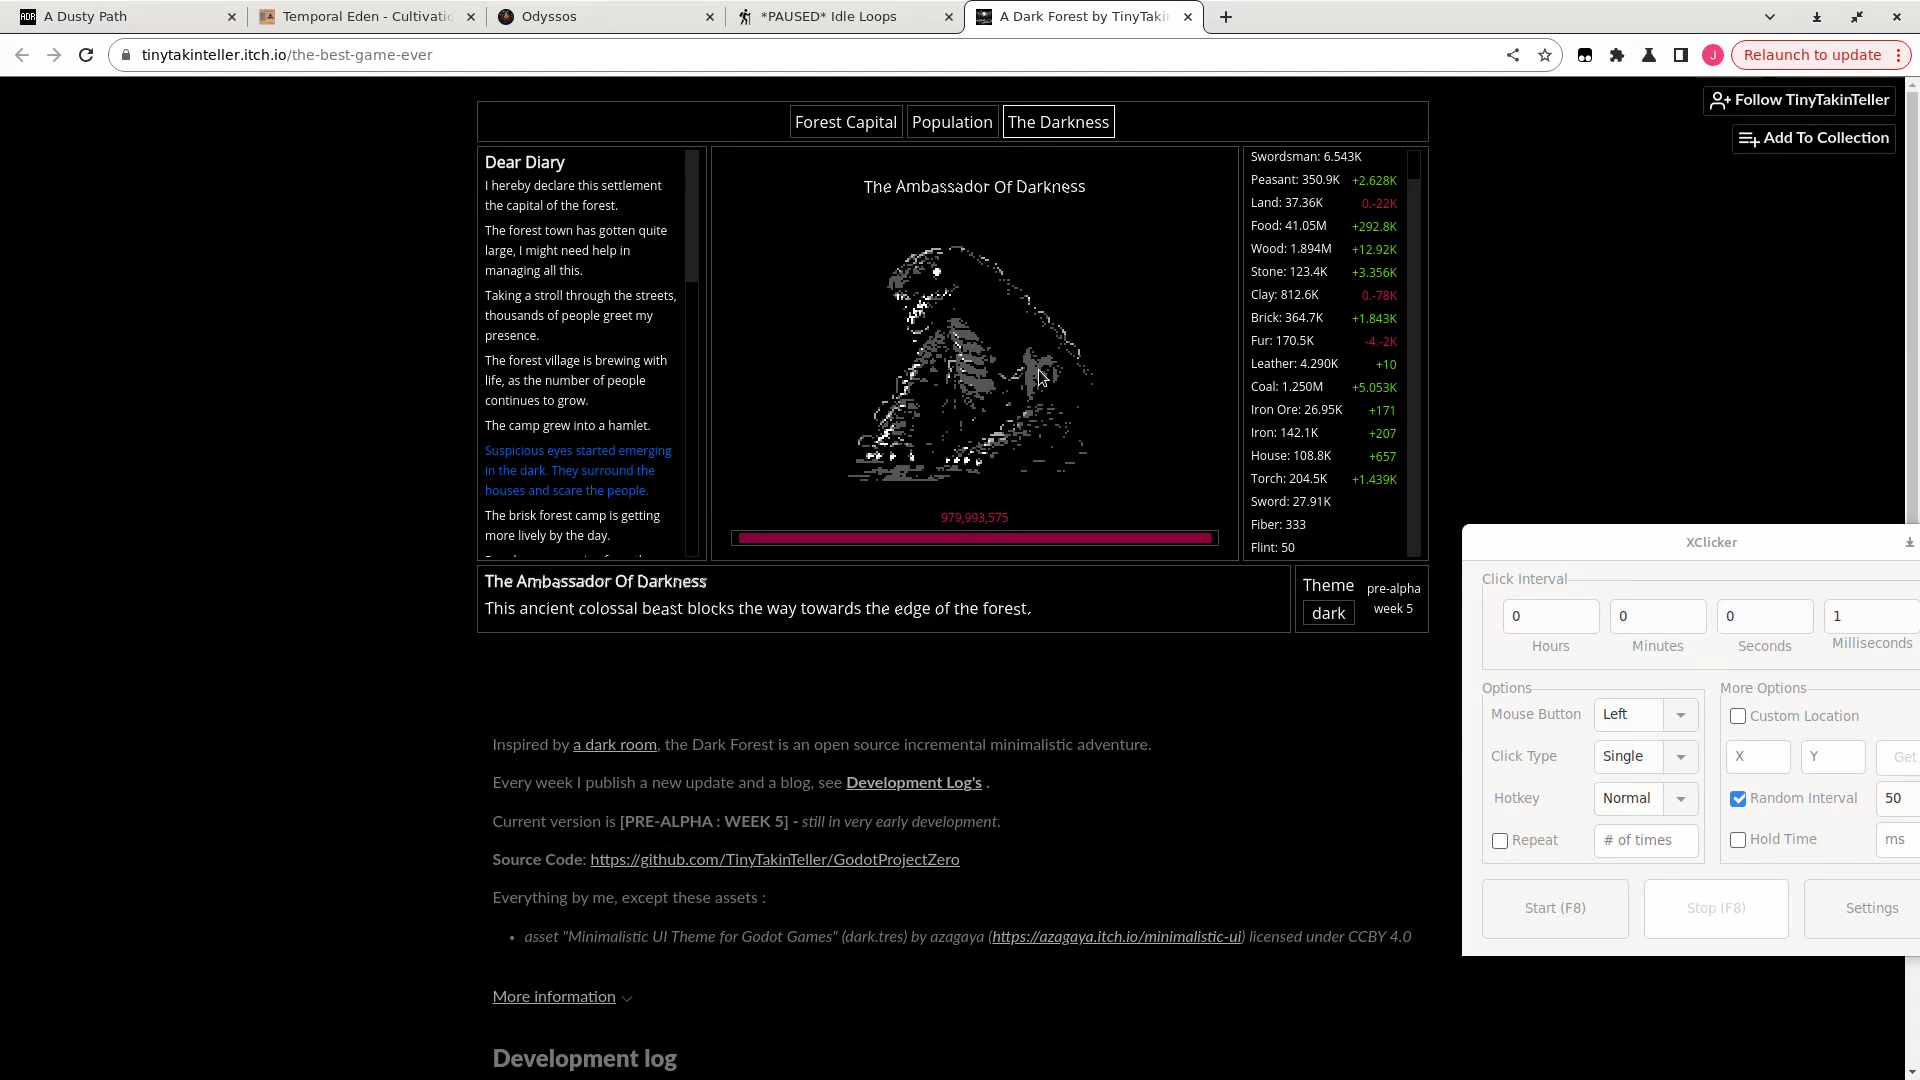 A Dusty Path
Temporal Eden - Cultivatio
Odyssos
*PAUSED* Idle Loops
A Dark Forest by TinyTakin
tinytakinteller.itch.io/the-best-game-ever
J
Relaunch to update
Follow TinyTakinTeller
Add To Collection
Forest Capital
Population
The Darkness
Dear Diary
I hereby declare this settlement
the capital of the forest.
The forest town has gotten quite
large, I might need help in
managing all this.
Taking a stroll through the streets,
thousands of people greet my
presence.
The forest village is brewing with
life, as the number of people
continues to grow.
The camp grew into a hamlet.
Suspicious eyes started emerging
in the dark. They surround the
houses and scare the people.
The brisk forest camp is getting
more lively by the day.
The Ambassador Of Darkness
979,993,575
Swordsman: 6.543K
Peasant: 350.9K +2.628K
Land: 37.36K 0.-22K
Food: 41.05M +292.8K
Wood: 1.894M +12.92K
Stone: 123.4K +3.356K
Clay: 812.6K 0.-78K
Brick: 364.7K +1.843K
Fur: 170.5K -4.-2K
Leather: 4.290K +10
Coal: 1.250M +5.053K
Iron Ore: 26.95K +171
Iron: 142.1K +207
House: 108.8K +657
Torch: 204.5K +1.439K
Sword: 27.91K
Fiber: 333
Flint: 50
The Ambassador Of Darkness
This ancient colossal beast blocks the way towards the edge of the forest.
Theme
dark
pre-alpha
week 5
Inspired by a dark room, the Dark Forest is an open source incremental minimalistic adventure.
Every week I publish a new update and a blog, see Development Log's .
Current version is [PRE-ALPHA : WEEK 5] - still in very early development.
Source Code: https://github.com/TinyTakinTeller/GodotProjectZero
Everything by me, except these assets :
• asset "Minimalistic UI Theme for Godot Games" (dark.tres) by azagaya (https://azagaya.itch.io/minimalistic-ui) licensed under CCBY 4.0
More information
Development log
XClicker
Click Interval
0 0 0 1
Hours Minutes Seconds Milliseconds
Options
Mouse Button Left
Click Type Single
Hotkey Normal
Repeat # of times
More Options
Custom Location
X Y Get
Random Interval 50
Hold Time ms
Start (F8)
Stop (F8)
Settings